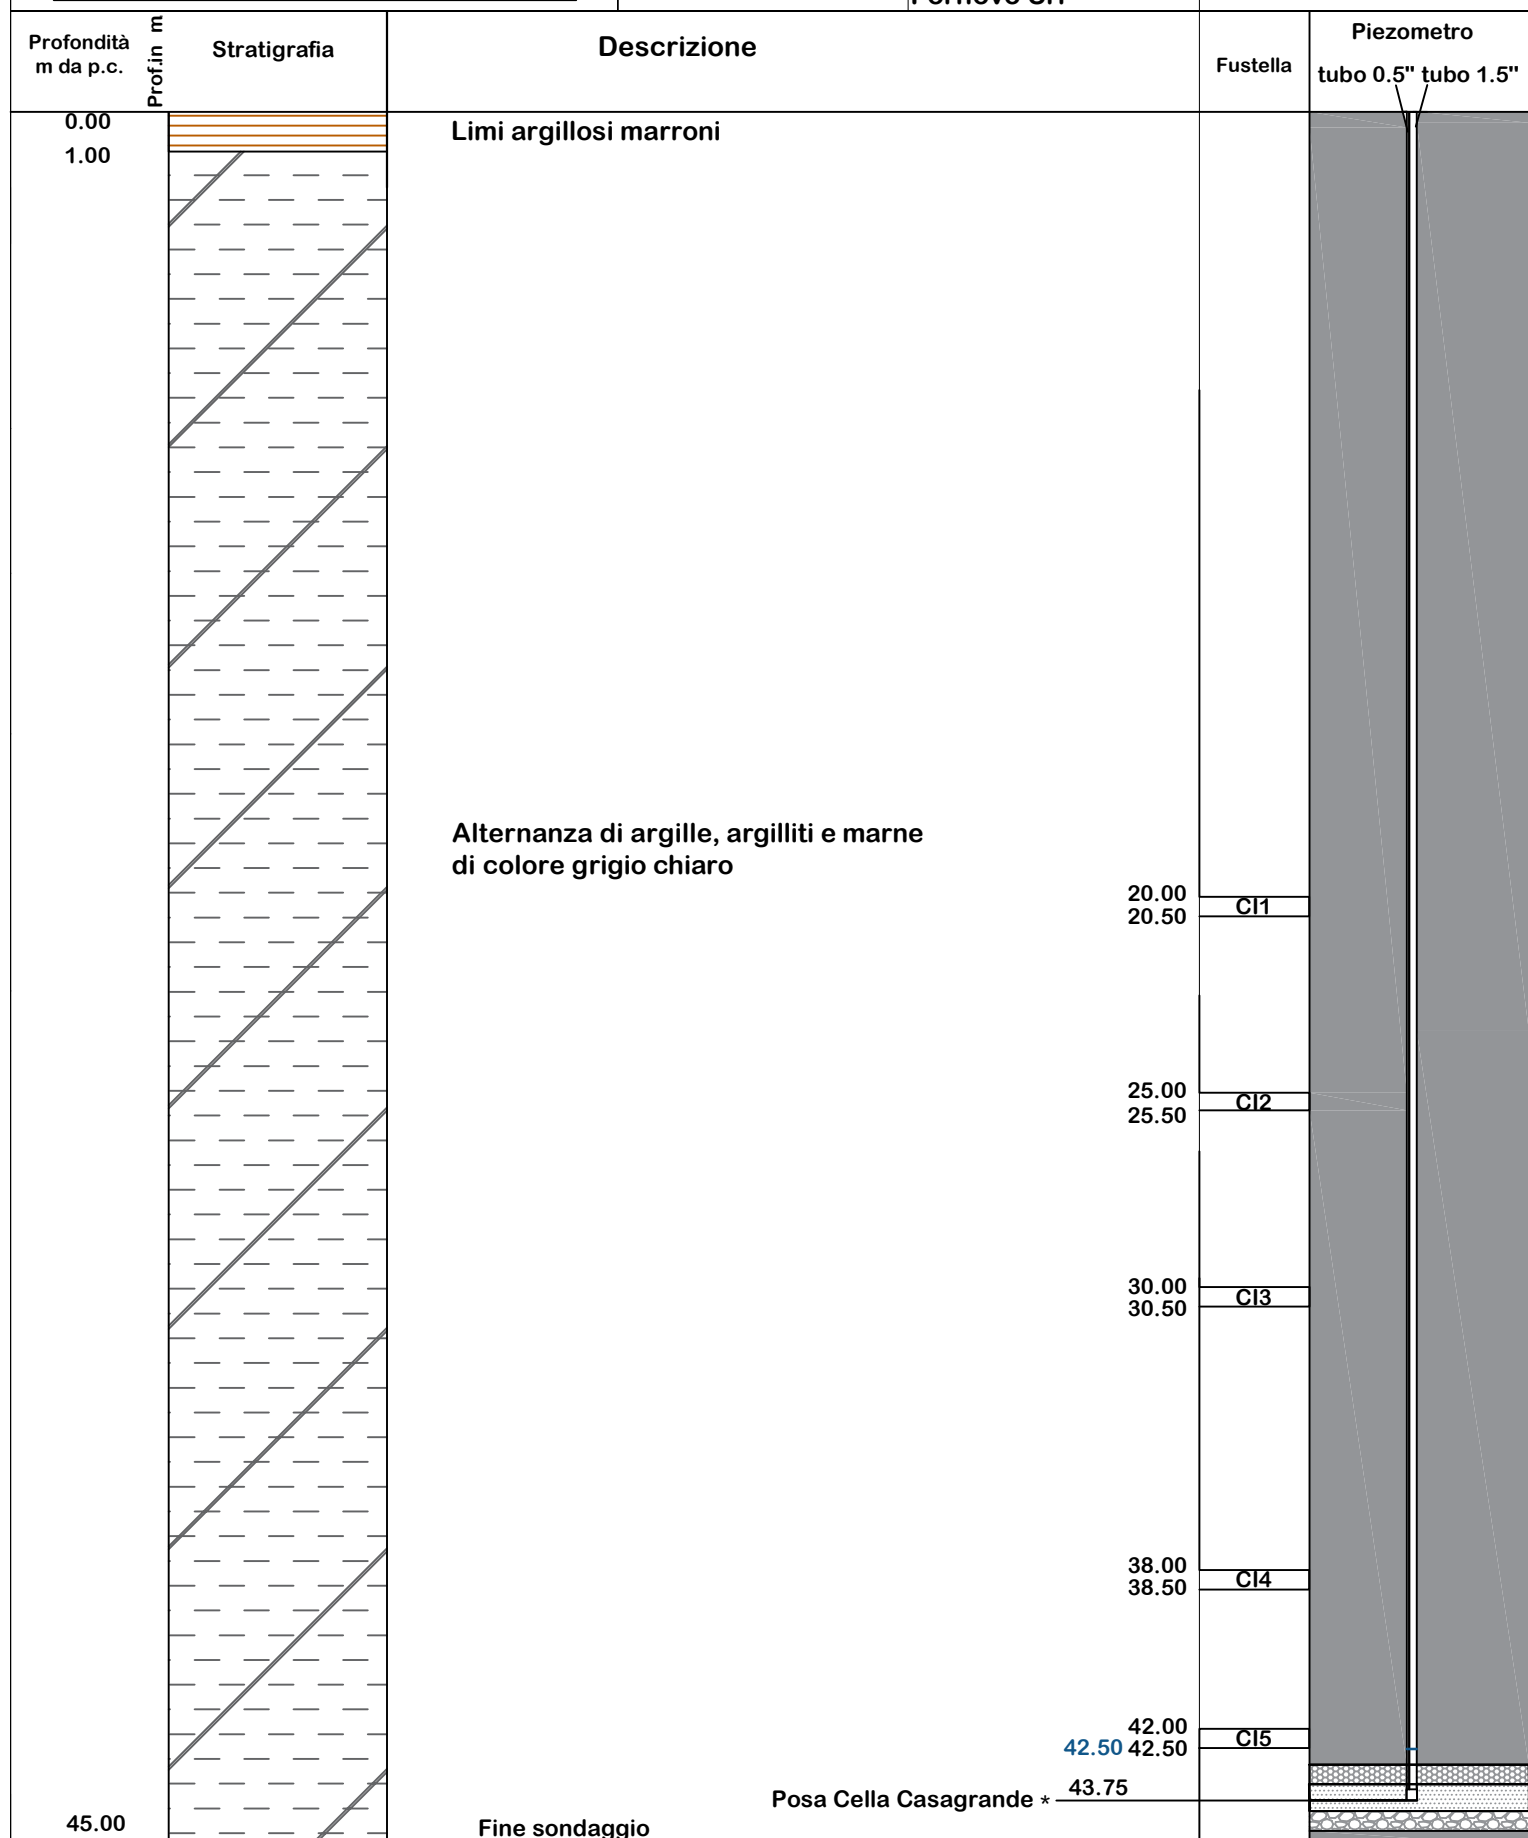 Profondità
m da p.c.
Prof.in m
Stratigrafia
Descrizione
Fustella
Piezometro
tubo 0.5" tubo 1.5"
0.00
Limi argillosi marroni
1.00
Alternanza di argille, argilliti e marne
di colore grigio chiaro
20.00
CI1
20.50
25.00
CI2
25.50
30.00
CI3
30.50
38.00
CI4
38.50
42.00
CI5
42.50 42.50
43.75
Posa Cella Casagrande *
45.00
Fine sondaggio